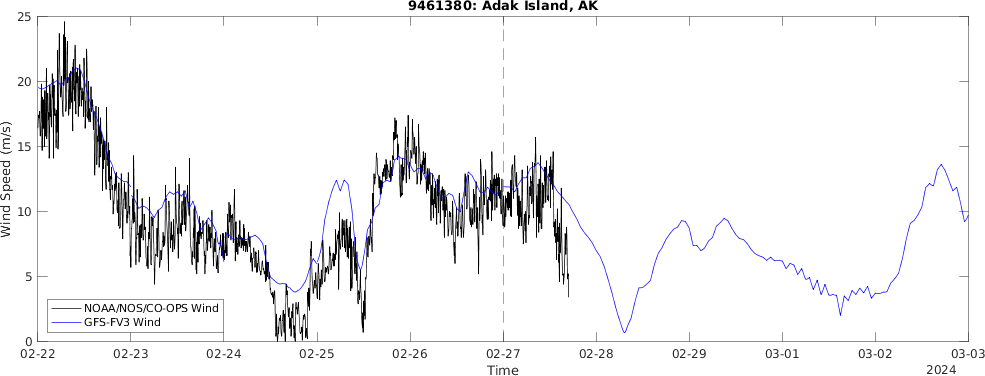 9461380: Adak Island, AK
Wind Speed (m/s)
25
20
15
10
5
0
NOAA/NOS/CO-OPS Wind
GFS-FV3 Wind
02-22 02-23 02-24 02-25 02-26 02-27 02-28 02-29 03-01 03-02 03-03
Time
2024